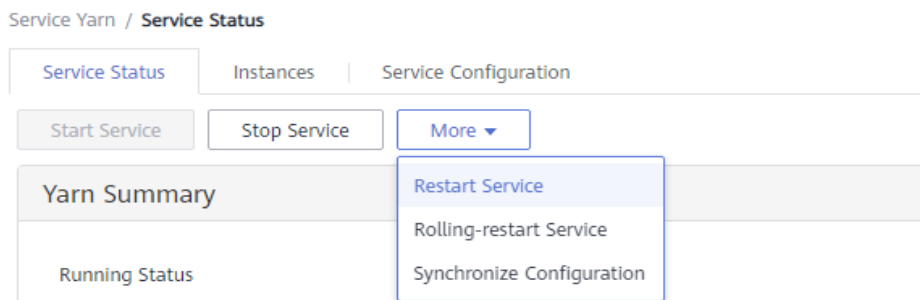 Service Yarn / Service Status
Service Status Instances Service Configuration
Start Service Stop Service More
Yarn Summary
Restart Service
Rolling-restart Service
Running Status
Synchronize Configuration